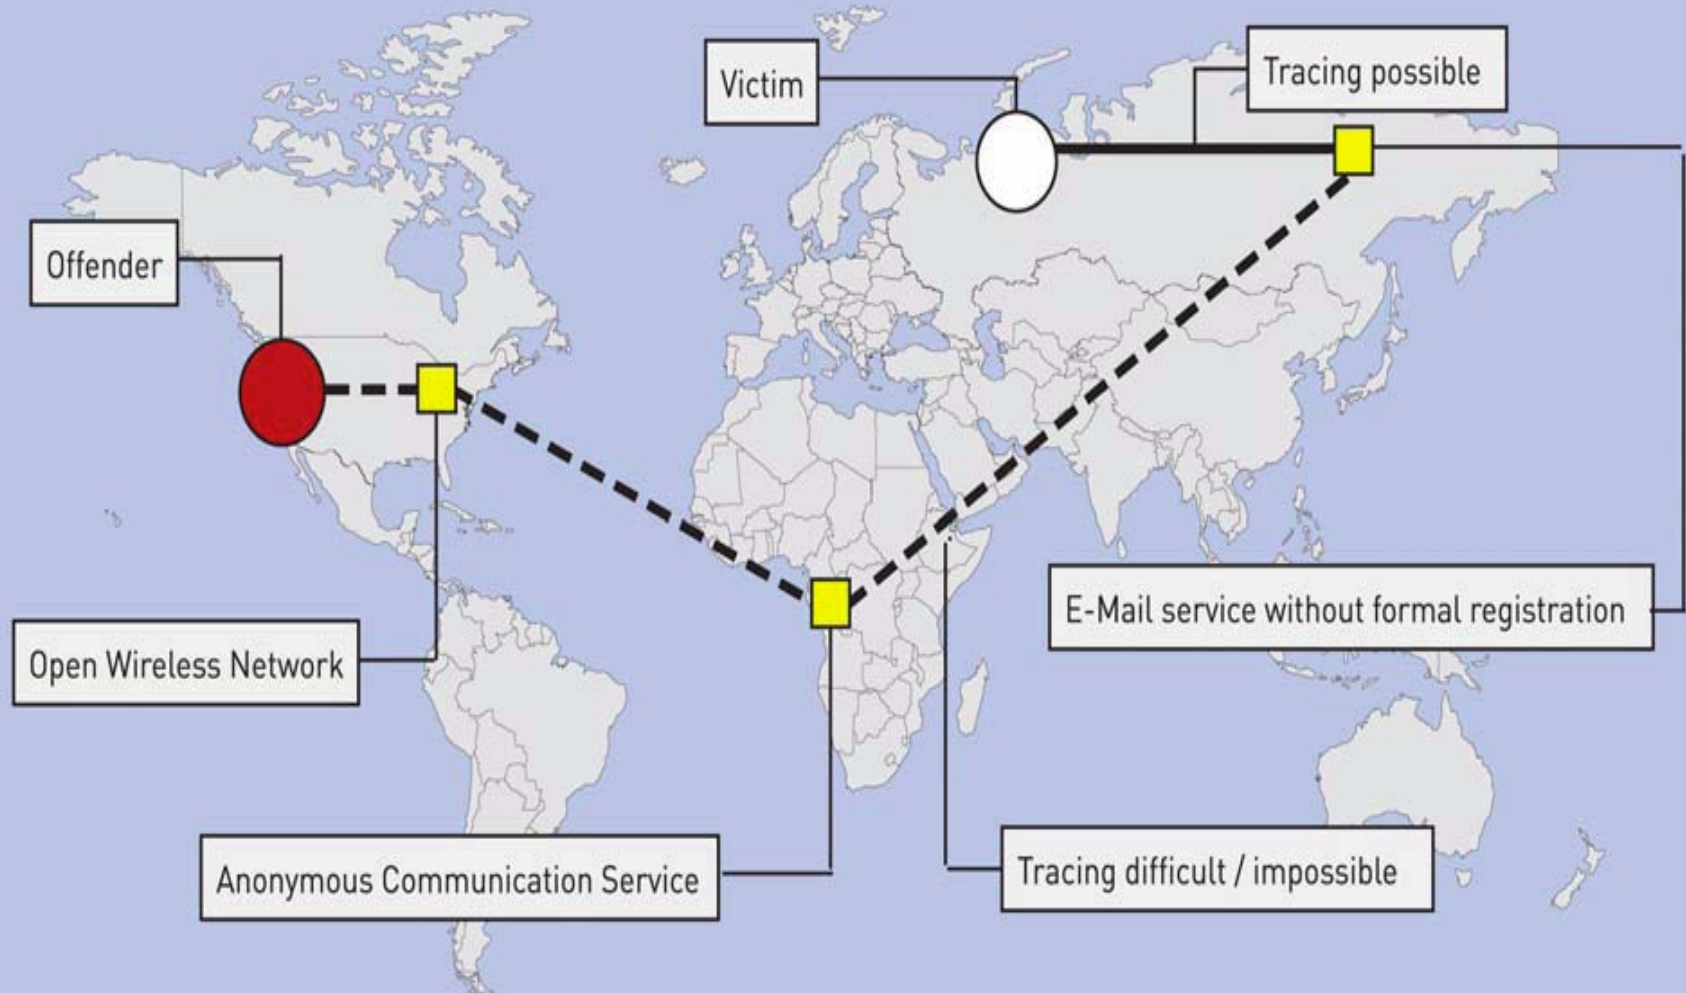 Victim
Tracing possible
Offender
E-Mail service without formal registration
Open Wireless Network
Anonymous Communication Service
Tracing difficult / impossible